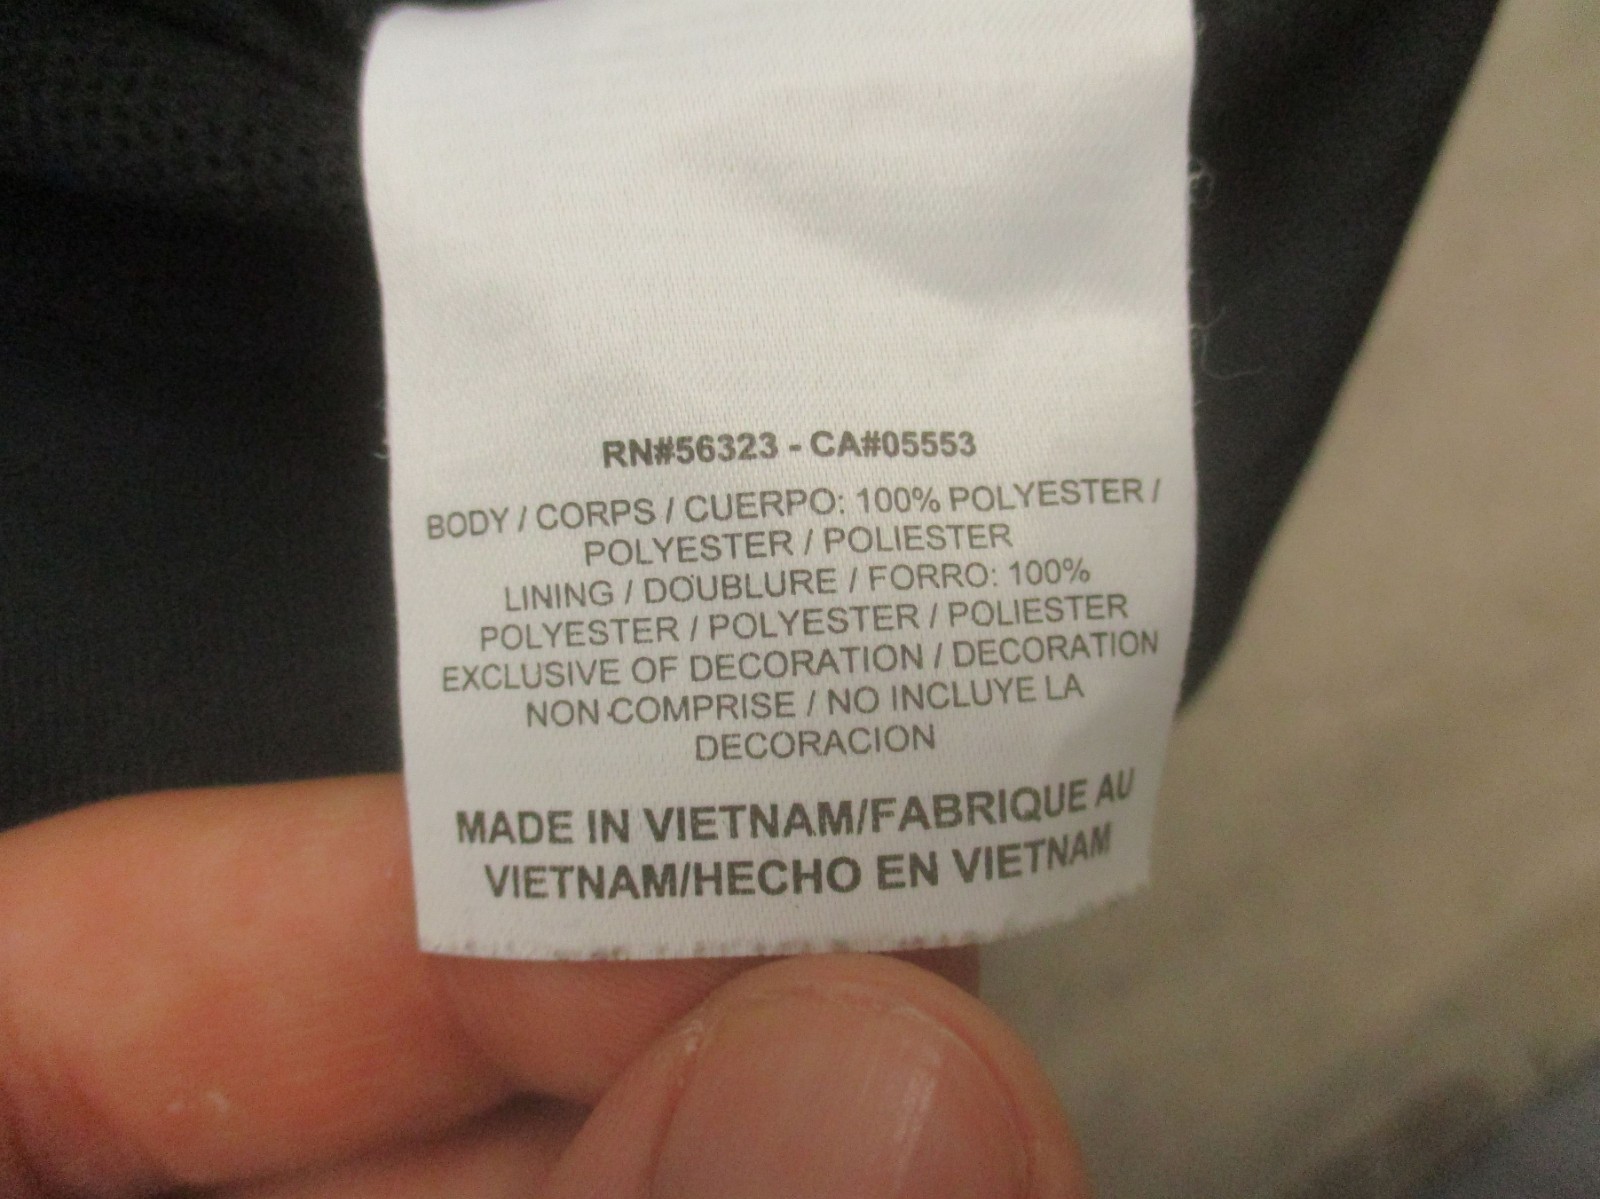 RN#56323 - CA#05553
BODY / CORPS / CUERPO: 100% POLYESTER /
POLYESTER / POLIESTER
LINING / DOUBLURE / FORRO: 100%
POLYESTER / POLYESTER / POLIESTER
EXCLUSIVE OF DECORATION / DECORATION
NON COMPRISE / NO INCLUYE LA
DECORACION
MADE IN VIETNAM/FABRIQUE AU
VIETNAM/HECHO EN VIETNAM